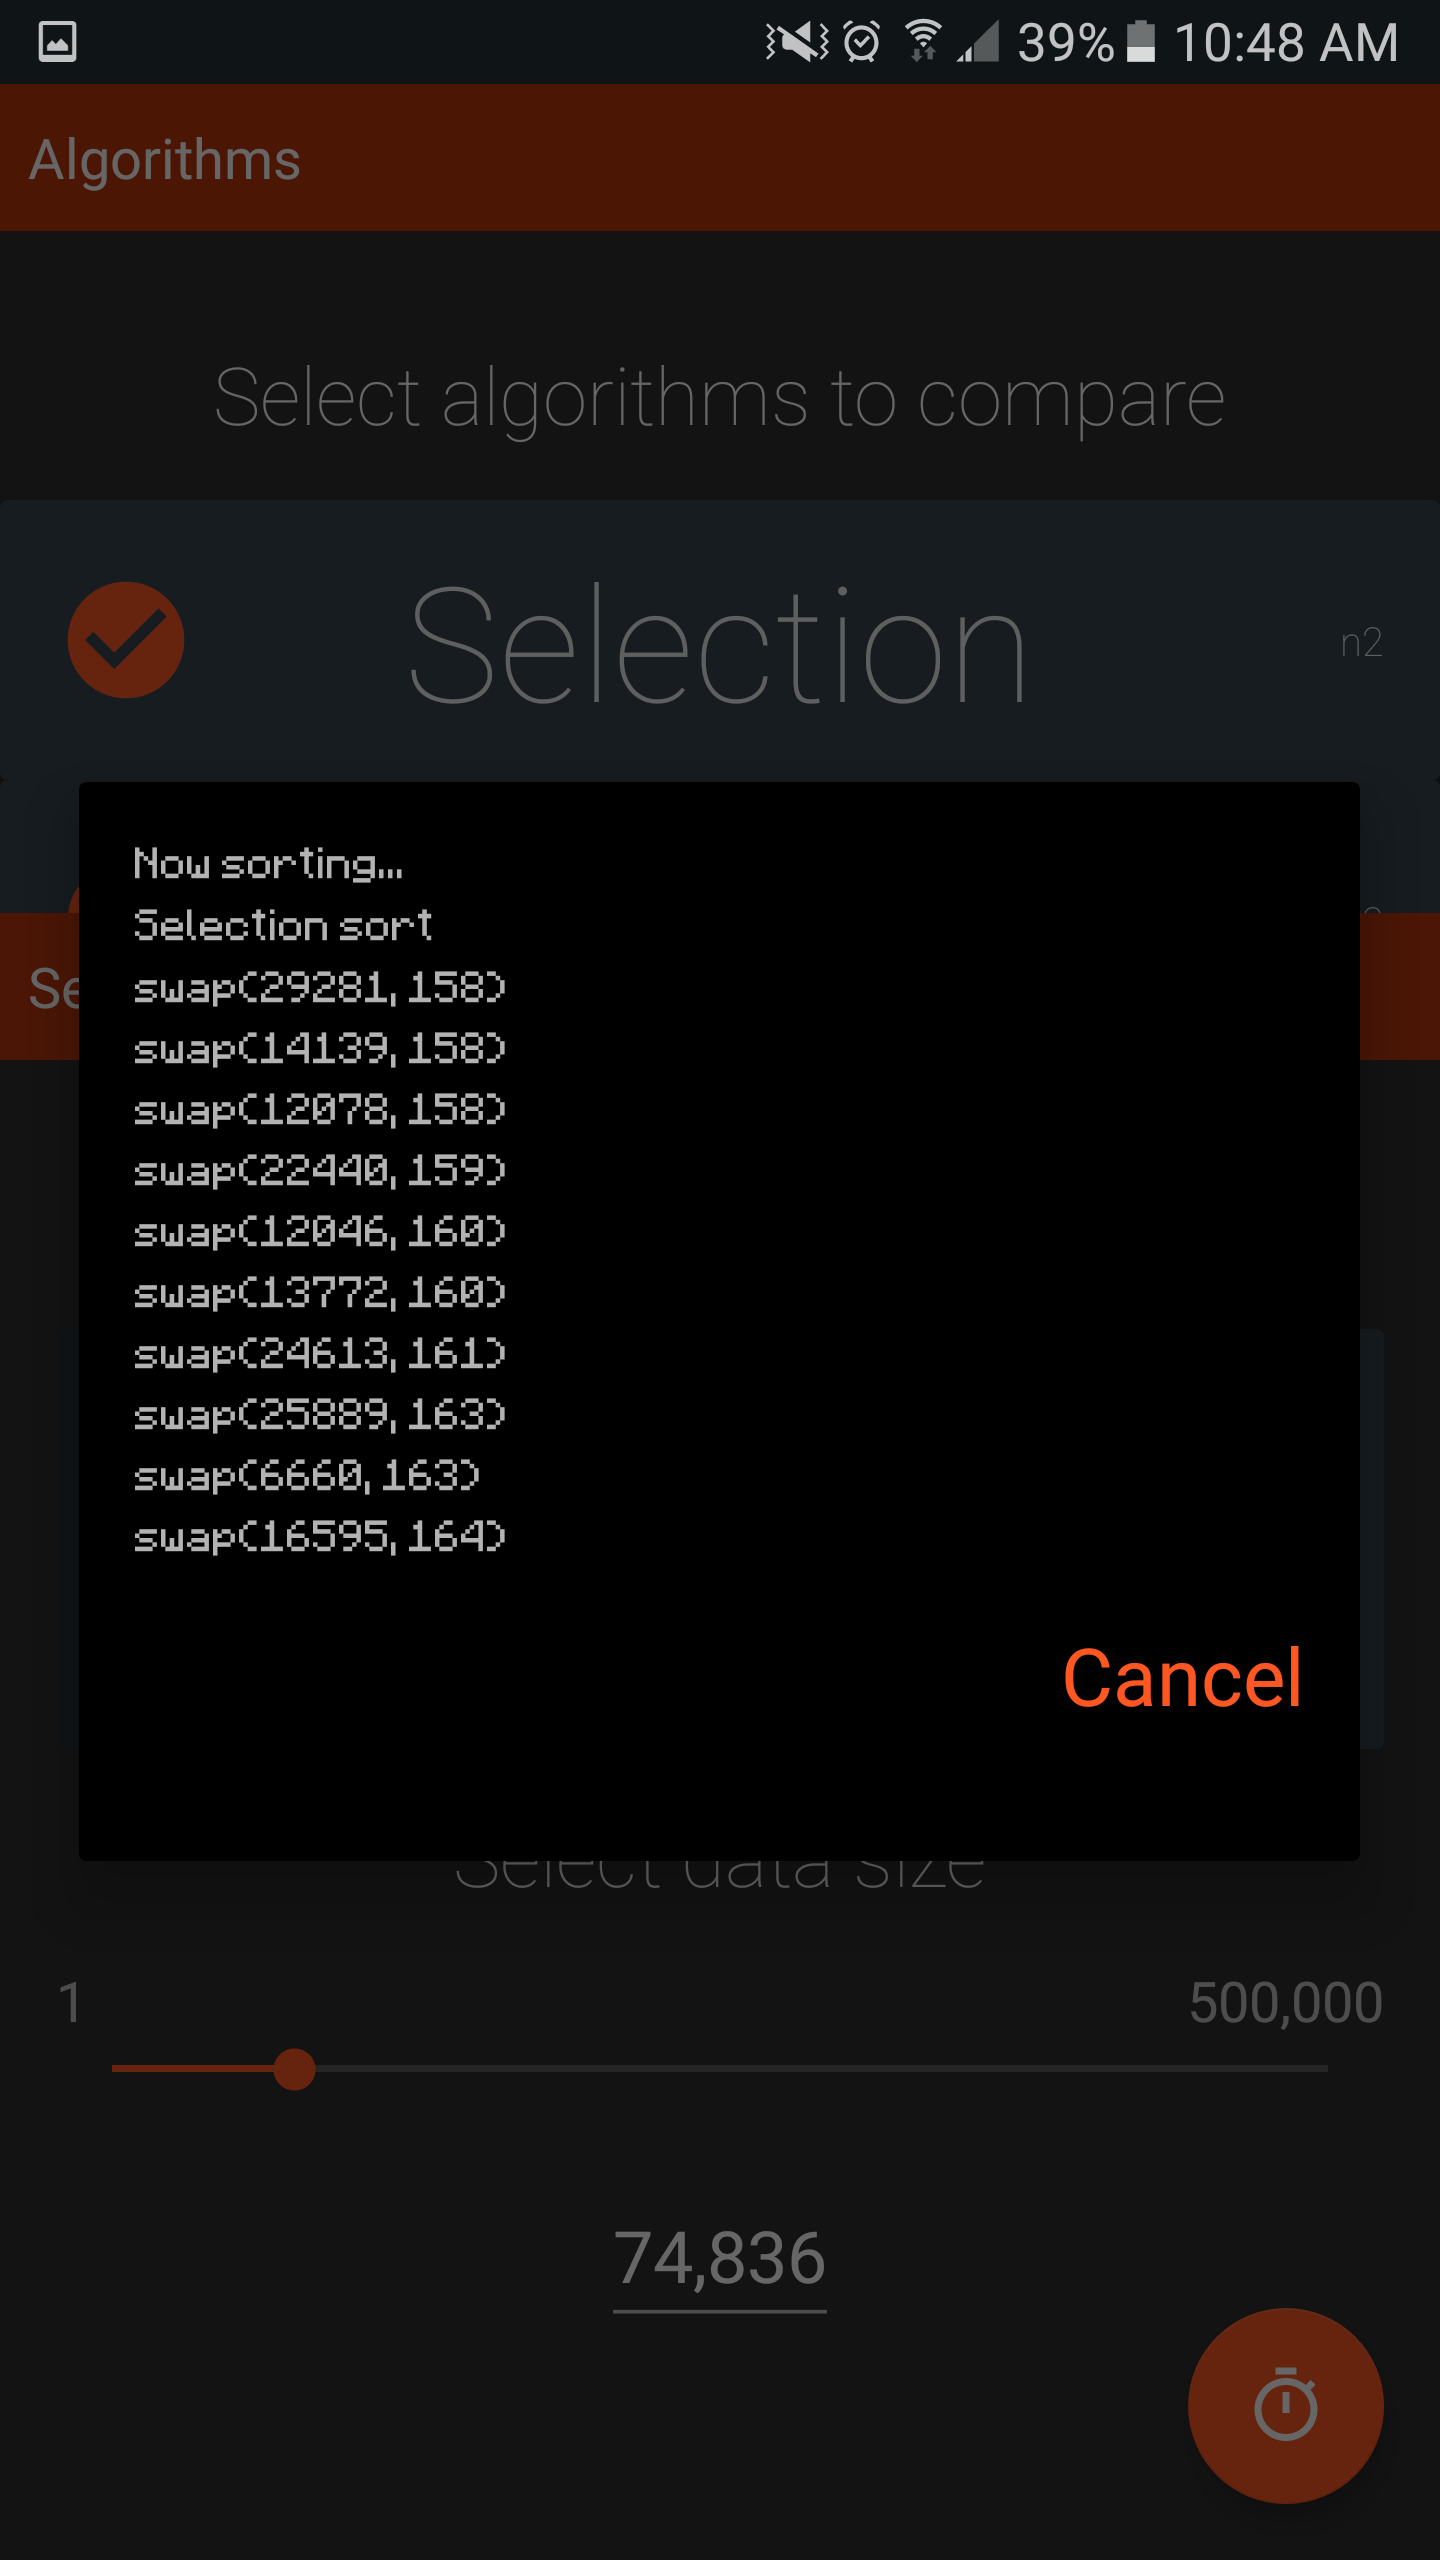 39% 10:48 AM
Algorithms
Select algorithms to compare
Selection
n2
Now sorting...
Selection sort
swap(29281, 158)
swap(14139, 158)
swap(12078, 158)
swap(22440, 159)
swap(12046, 160)
swap(13772, 160)
swap(24613, 161)
swap(25889, 163)
swap(6660, 163)
swap(16595, 164)
Cancel
Select data size
1
500,000
74,836